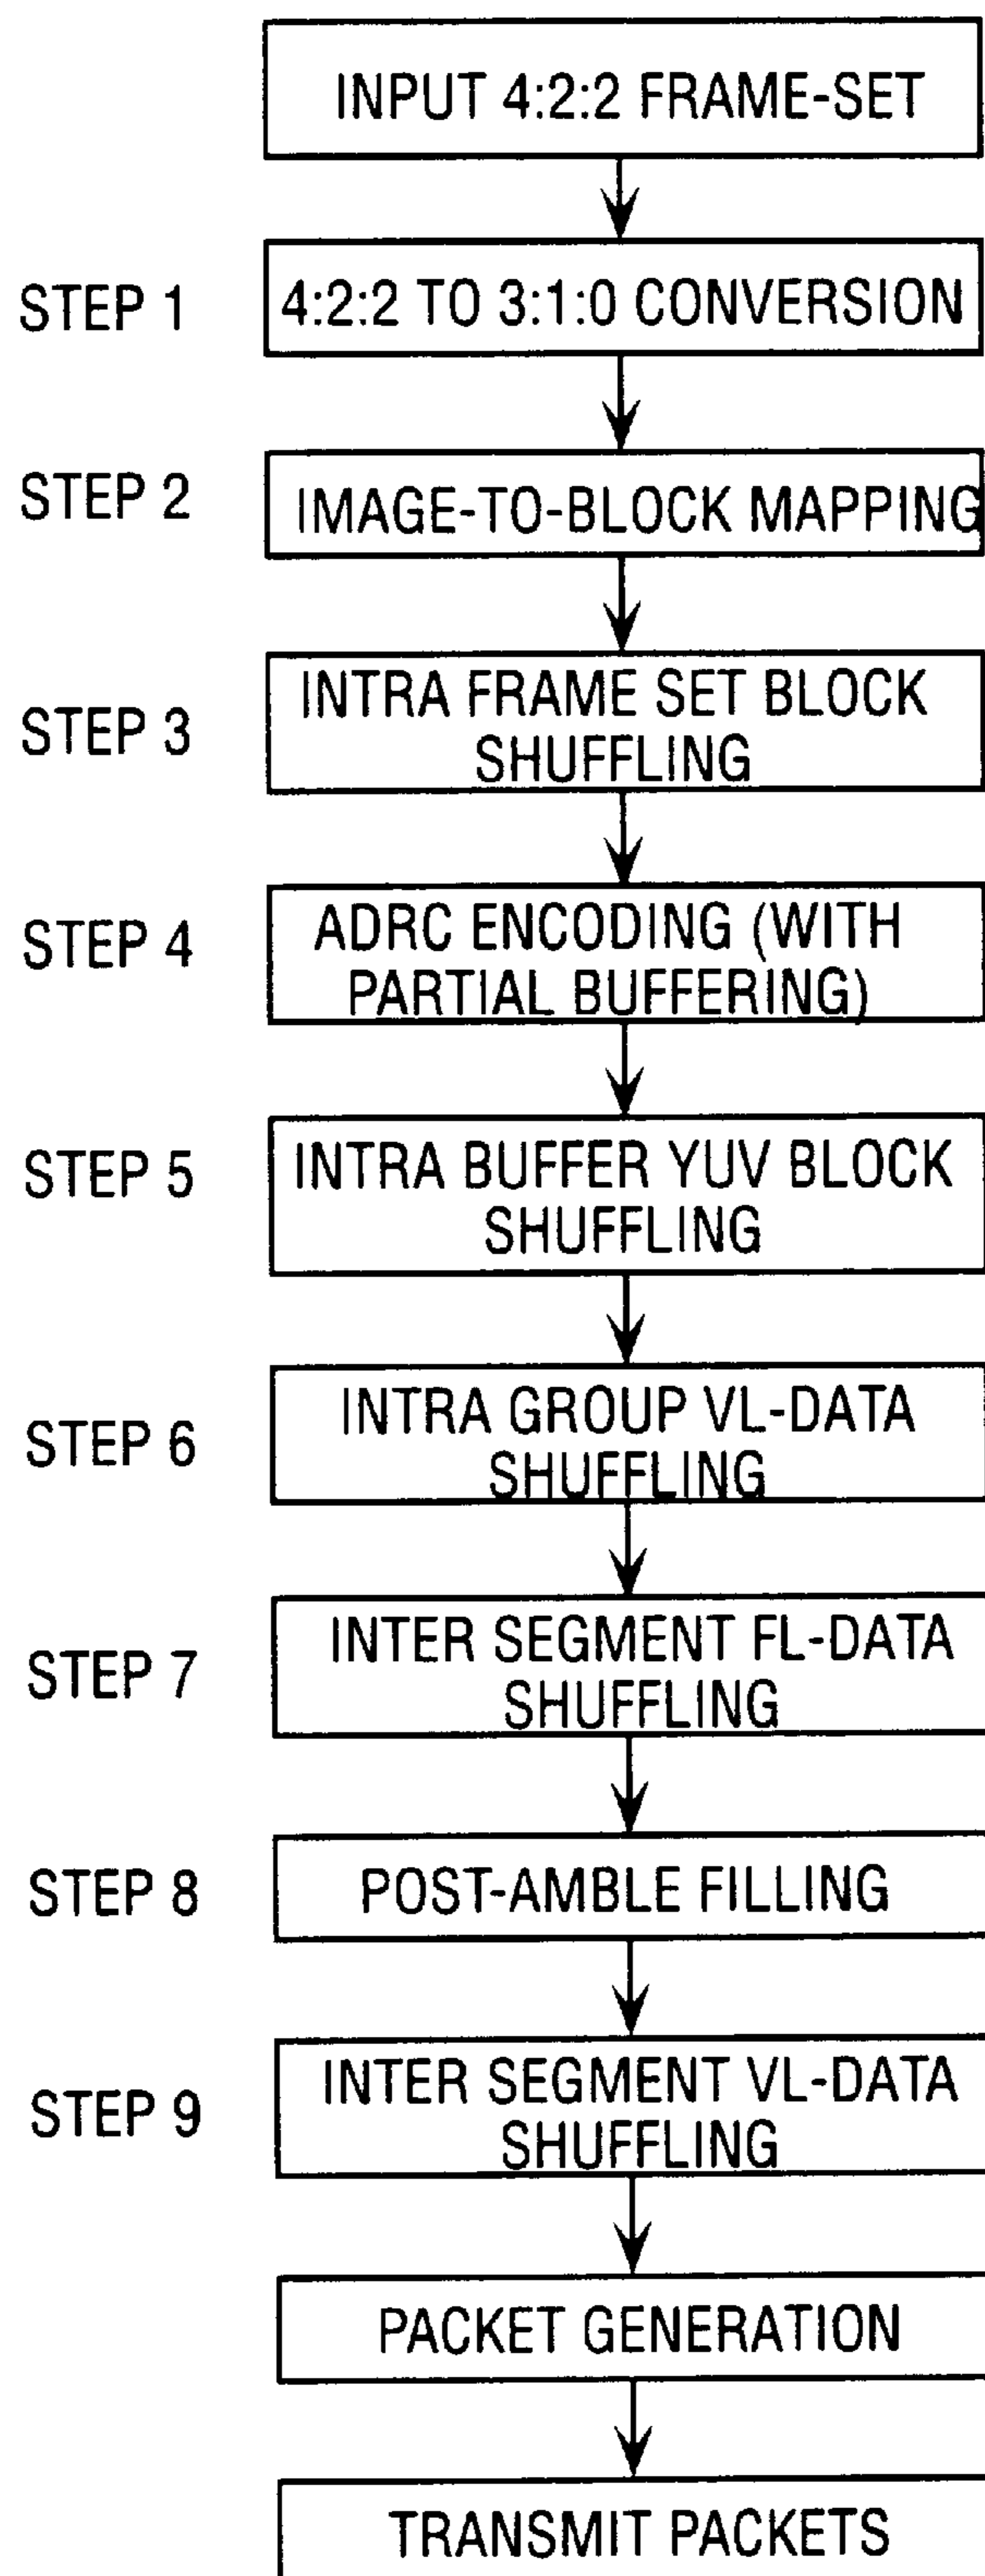 INPUT 4:2:2 FRAME-SET
STEP 1
4:2:2 TO 3:1:0 CONVERSION
STEP 2
IMAGE-TO-BLOCK MAPPING
STEP 3
INTRA FRAME SET BLOCK
SHUFFLING
STEP 4
ADRC ENCODING (WITH
PARTIAL BUFFERING)
STEP 5
INTRA BUFFER YUV BLOCK
SHUFFLING
STEP 6
INTRA GROUP VL-DATA
SHUFFLING
STEP 7
INTER SEGMENT FL-DATA
SHUFFLING
STEP 8
POST-AMBLE FILLING
STEP 9
INTER SEGMENT VL-DATA
SHUFFLING
PACKET GENERATION
TRANSMIT PACKETS